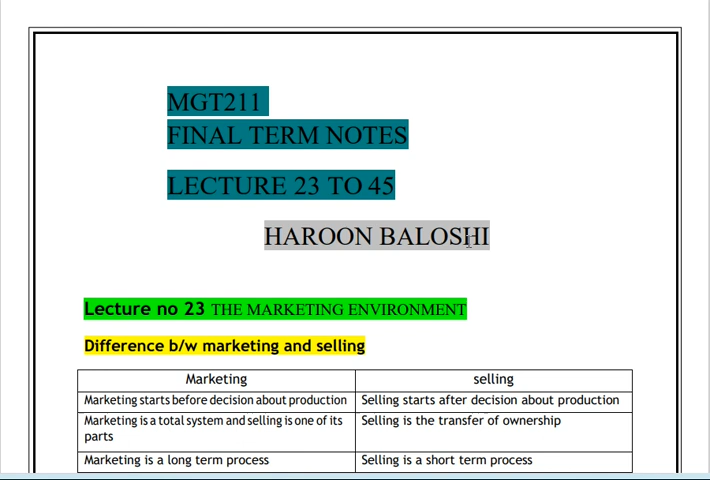 MGT211
FINAL TERM NOTES
LECTURE 23 TO 45
HAROON BALOSHI
Lecture no 23 THE MARKETING ENVIRONMENT
Difference b/w marketing and selling
Marketing selling
Marketing starts before decision about production Selling starts after decision about production
Marketing is a total system and selling is one of its Selling is the transfer of ownership
parts
Marketing is a long term process Selling is a short term process